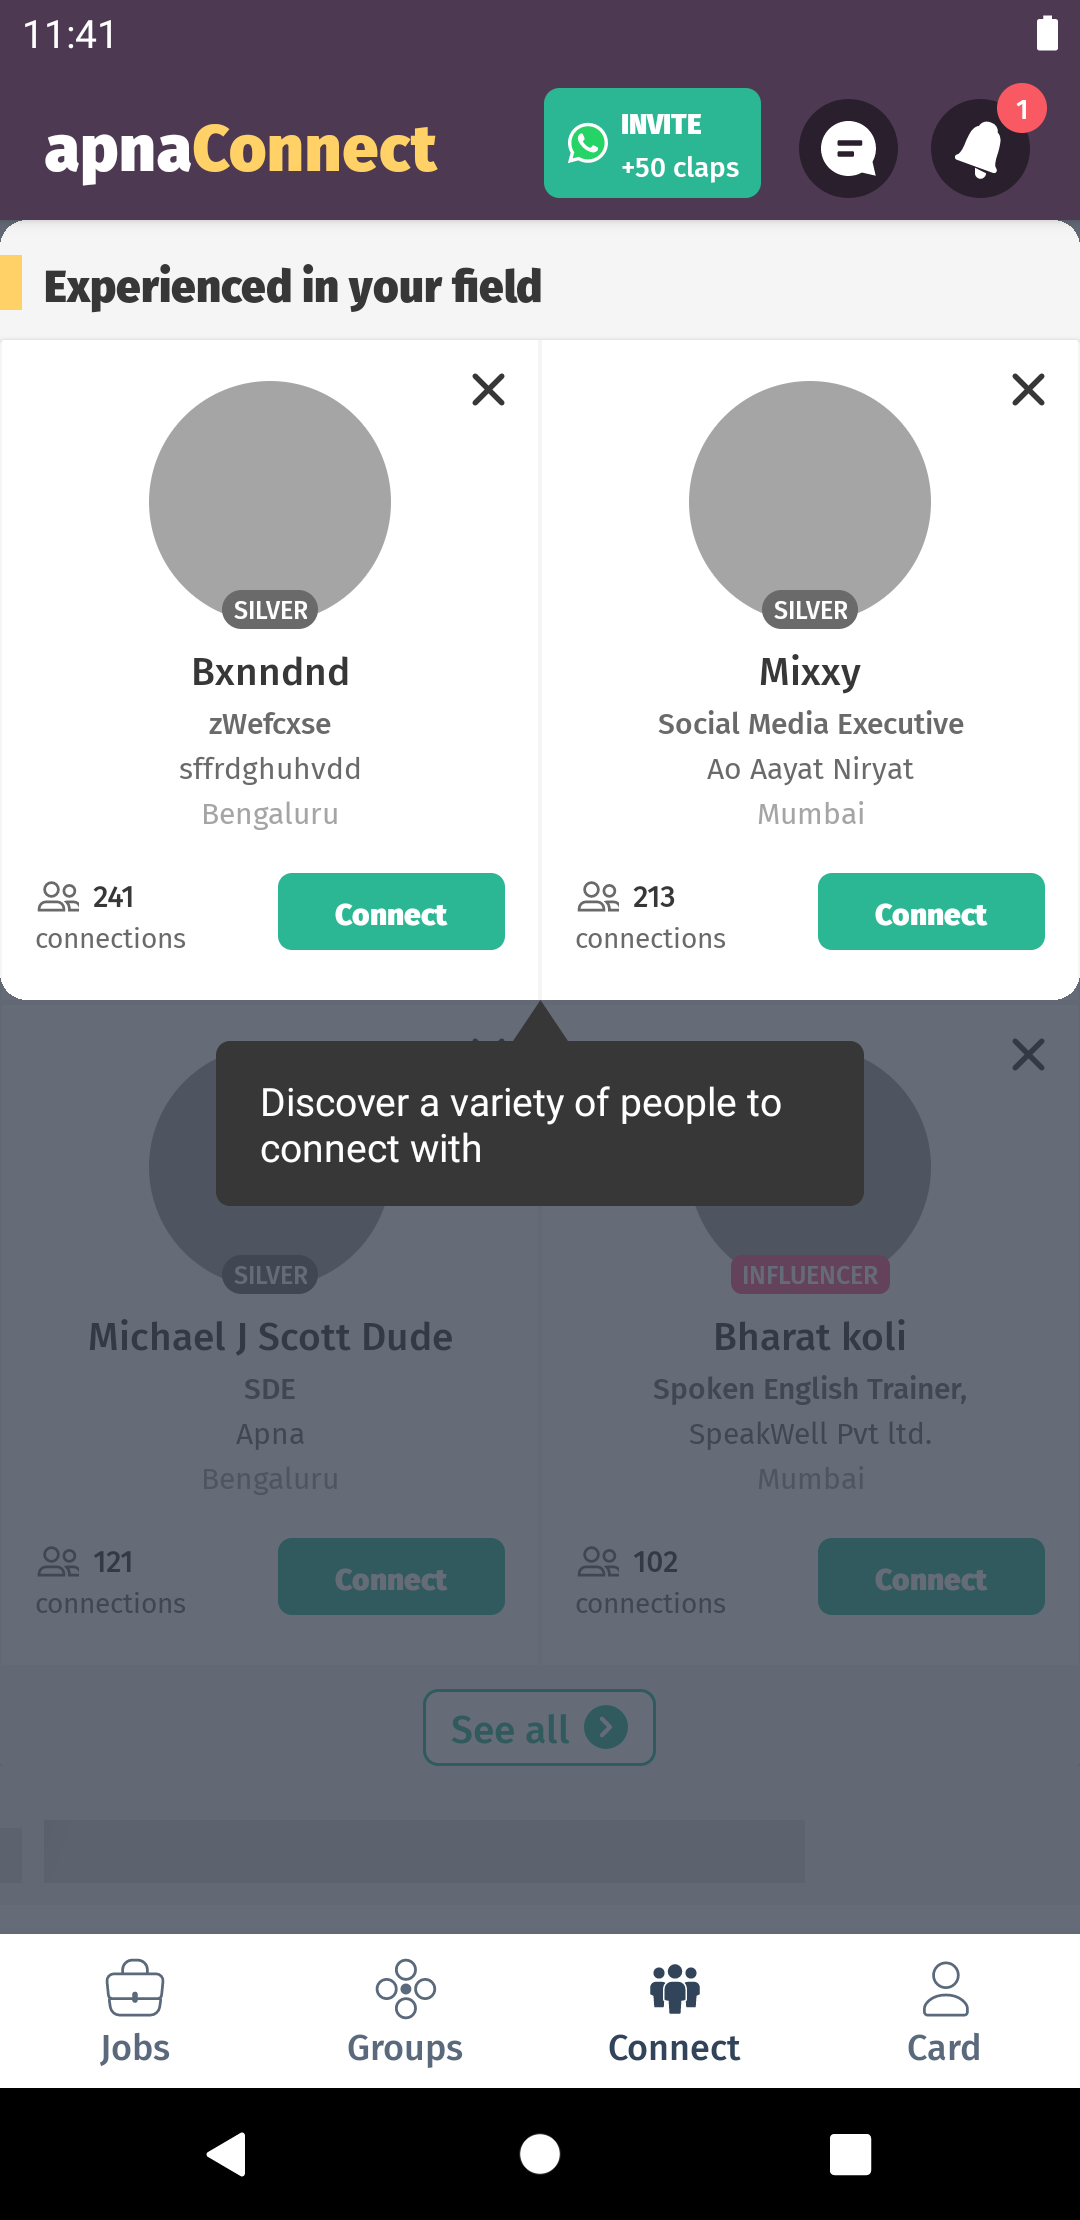 11:41
apnaConnect
INVITE
+50 claps
1
Experienced in your field
SILVER
Bxnndnd
zWefcxse
sffrdghuhvdd
Bengaluru
241
connections
Connect
SILVER
Mixxy
Social Media Executive
Ao Aayat Niryat
Mumbai
213
connections
Connect
Discover a variety of people to
connect with
SILVER
Michael J Scott Dude
SDE
Apna
Bengaluru
121
connections
Connect
INFLUENCER
Bharat koli
Spoken English Trainer,
SpeakWell Pvt ltd.
Mumbai
102
connections
Connect
See all
Jobs
Groups
Connect
Card